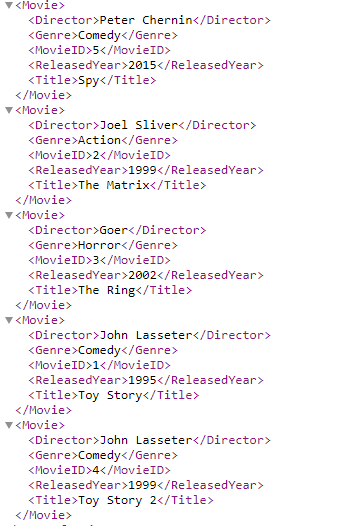 <Movie>
<Director>Peter Chernin</Director>
<Genre>Comedy</Genre>
<MovieID>5</MovieID>
<ReleasedYear>2015</ReleasedYear>
<Title>Spy</Title>
</Movie>
<Movie>
<Director>Joel Sliver</Director>
<Genre>Action</Genre>
<MovieID>2</MovieID>
<ReleasedYear>1999</ReleasedYear>
<Title>The Matrix</Title>
</Movie>
<Movie>
<Director>Goer</Director>
<Genre>Horror</Genre>
<MovieID>3</MovieID>
<ReleasedYear>2002</ReleasedYear>
<Title>The Ring</Title>
</Movie>
<Movie>
<Director>John Lasseter</Director>
<Genre>Comedy</Genre>
<MovieID>1</MovieID>
<ReleasedYear>1995</ReleasedYear>
<Title>Toy Story</Title>
</Movie>
<Movie>
<Director>John Lasseter</Director>
<Genre>Comedy</Genre>
<MovieID>4</MovieID>
<ReleasedYear>1999</ReleasedYear>
<Title>Toy Story 2</Title>
</Movie>